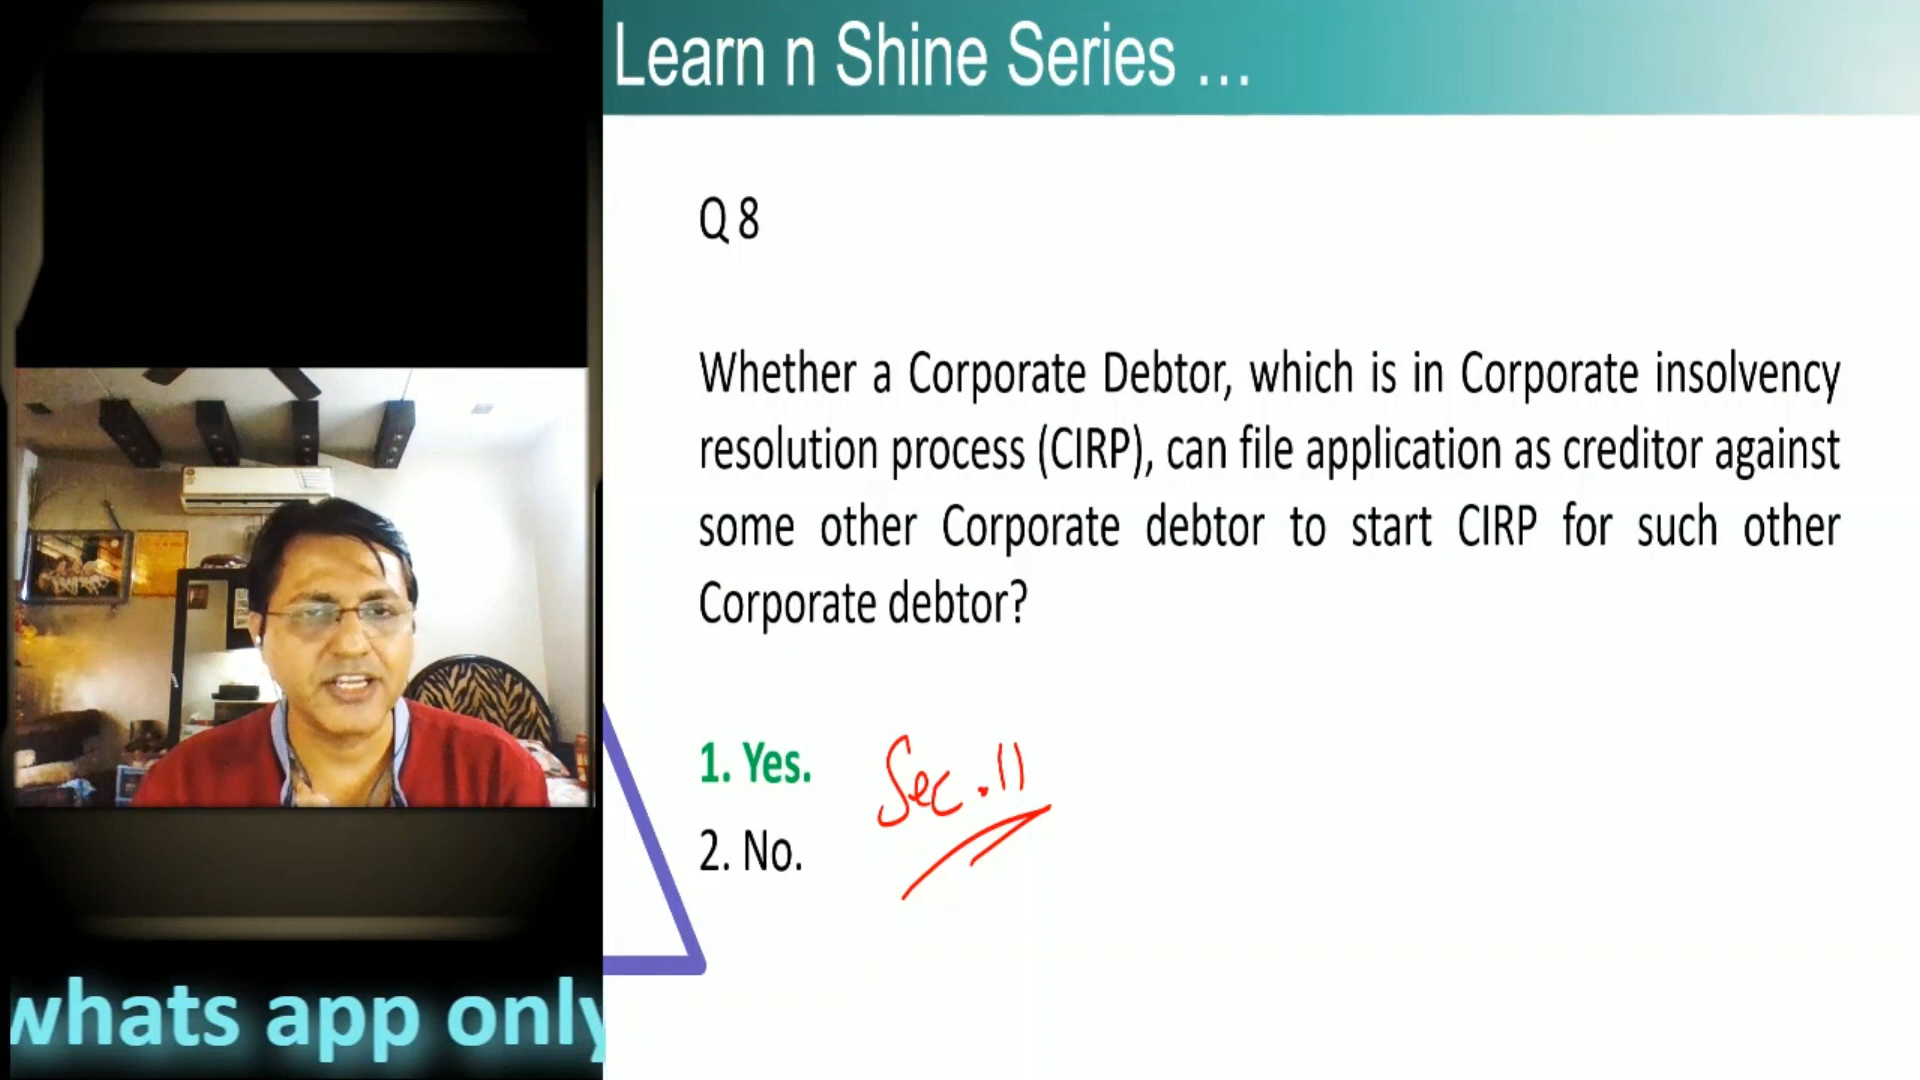 Learn n Shine Series ...
Q 8
Whether a Corporate Debtor, which is in Corporate insolvency
resolution process (CIRP), can file application as creditor against
some other Corporate debtor to start CIRP for such other
Corporate debtor?
1. Yes.
Sec. 11
2. No.
whats app only